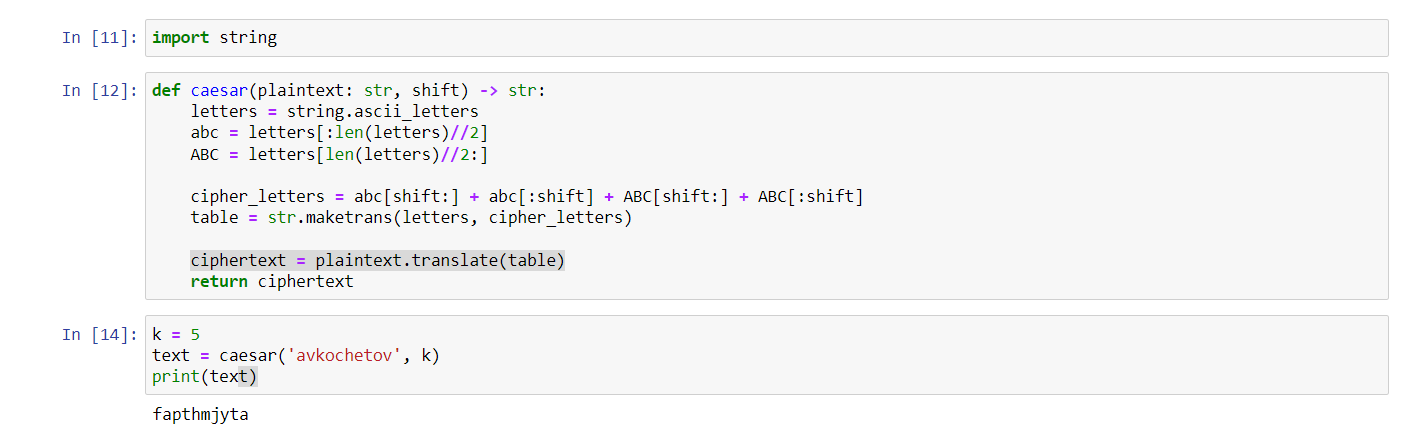 In [11]: import string
In [12]: def caesar(plaintext: str, shift) -> str:
    letters = string.ascii_letters
    abc = letters[:len(letters)//2]
    ABC = letters[len(letters)//2:]
    cipher_letters = abc[shift:] + abc[:shift] + ABC[shift:] + ABC[:shift]
    table = str.maketrans(letters, cipher_letters)
    ciphertext = plaintext.translate(table)
    return ciphertext
In [14]: k = 5
text = caesar('avkochetov', k)
print(text)
fapthmjyta